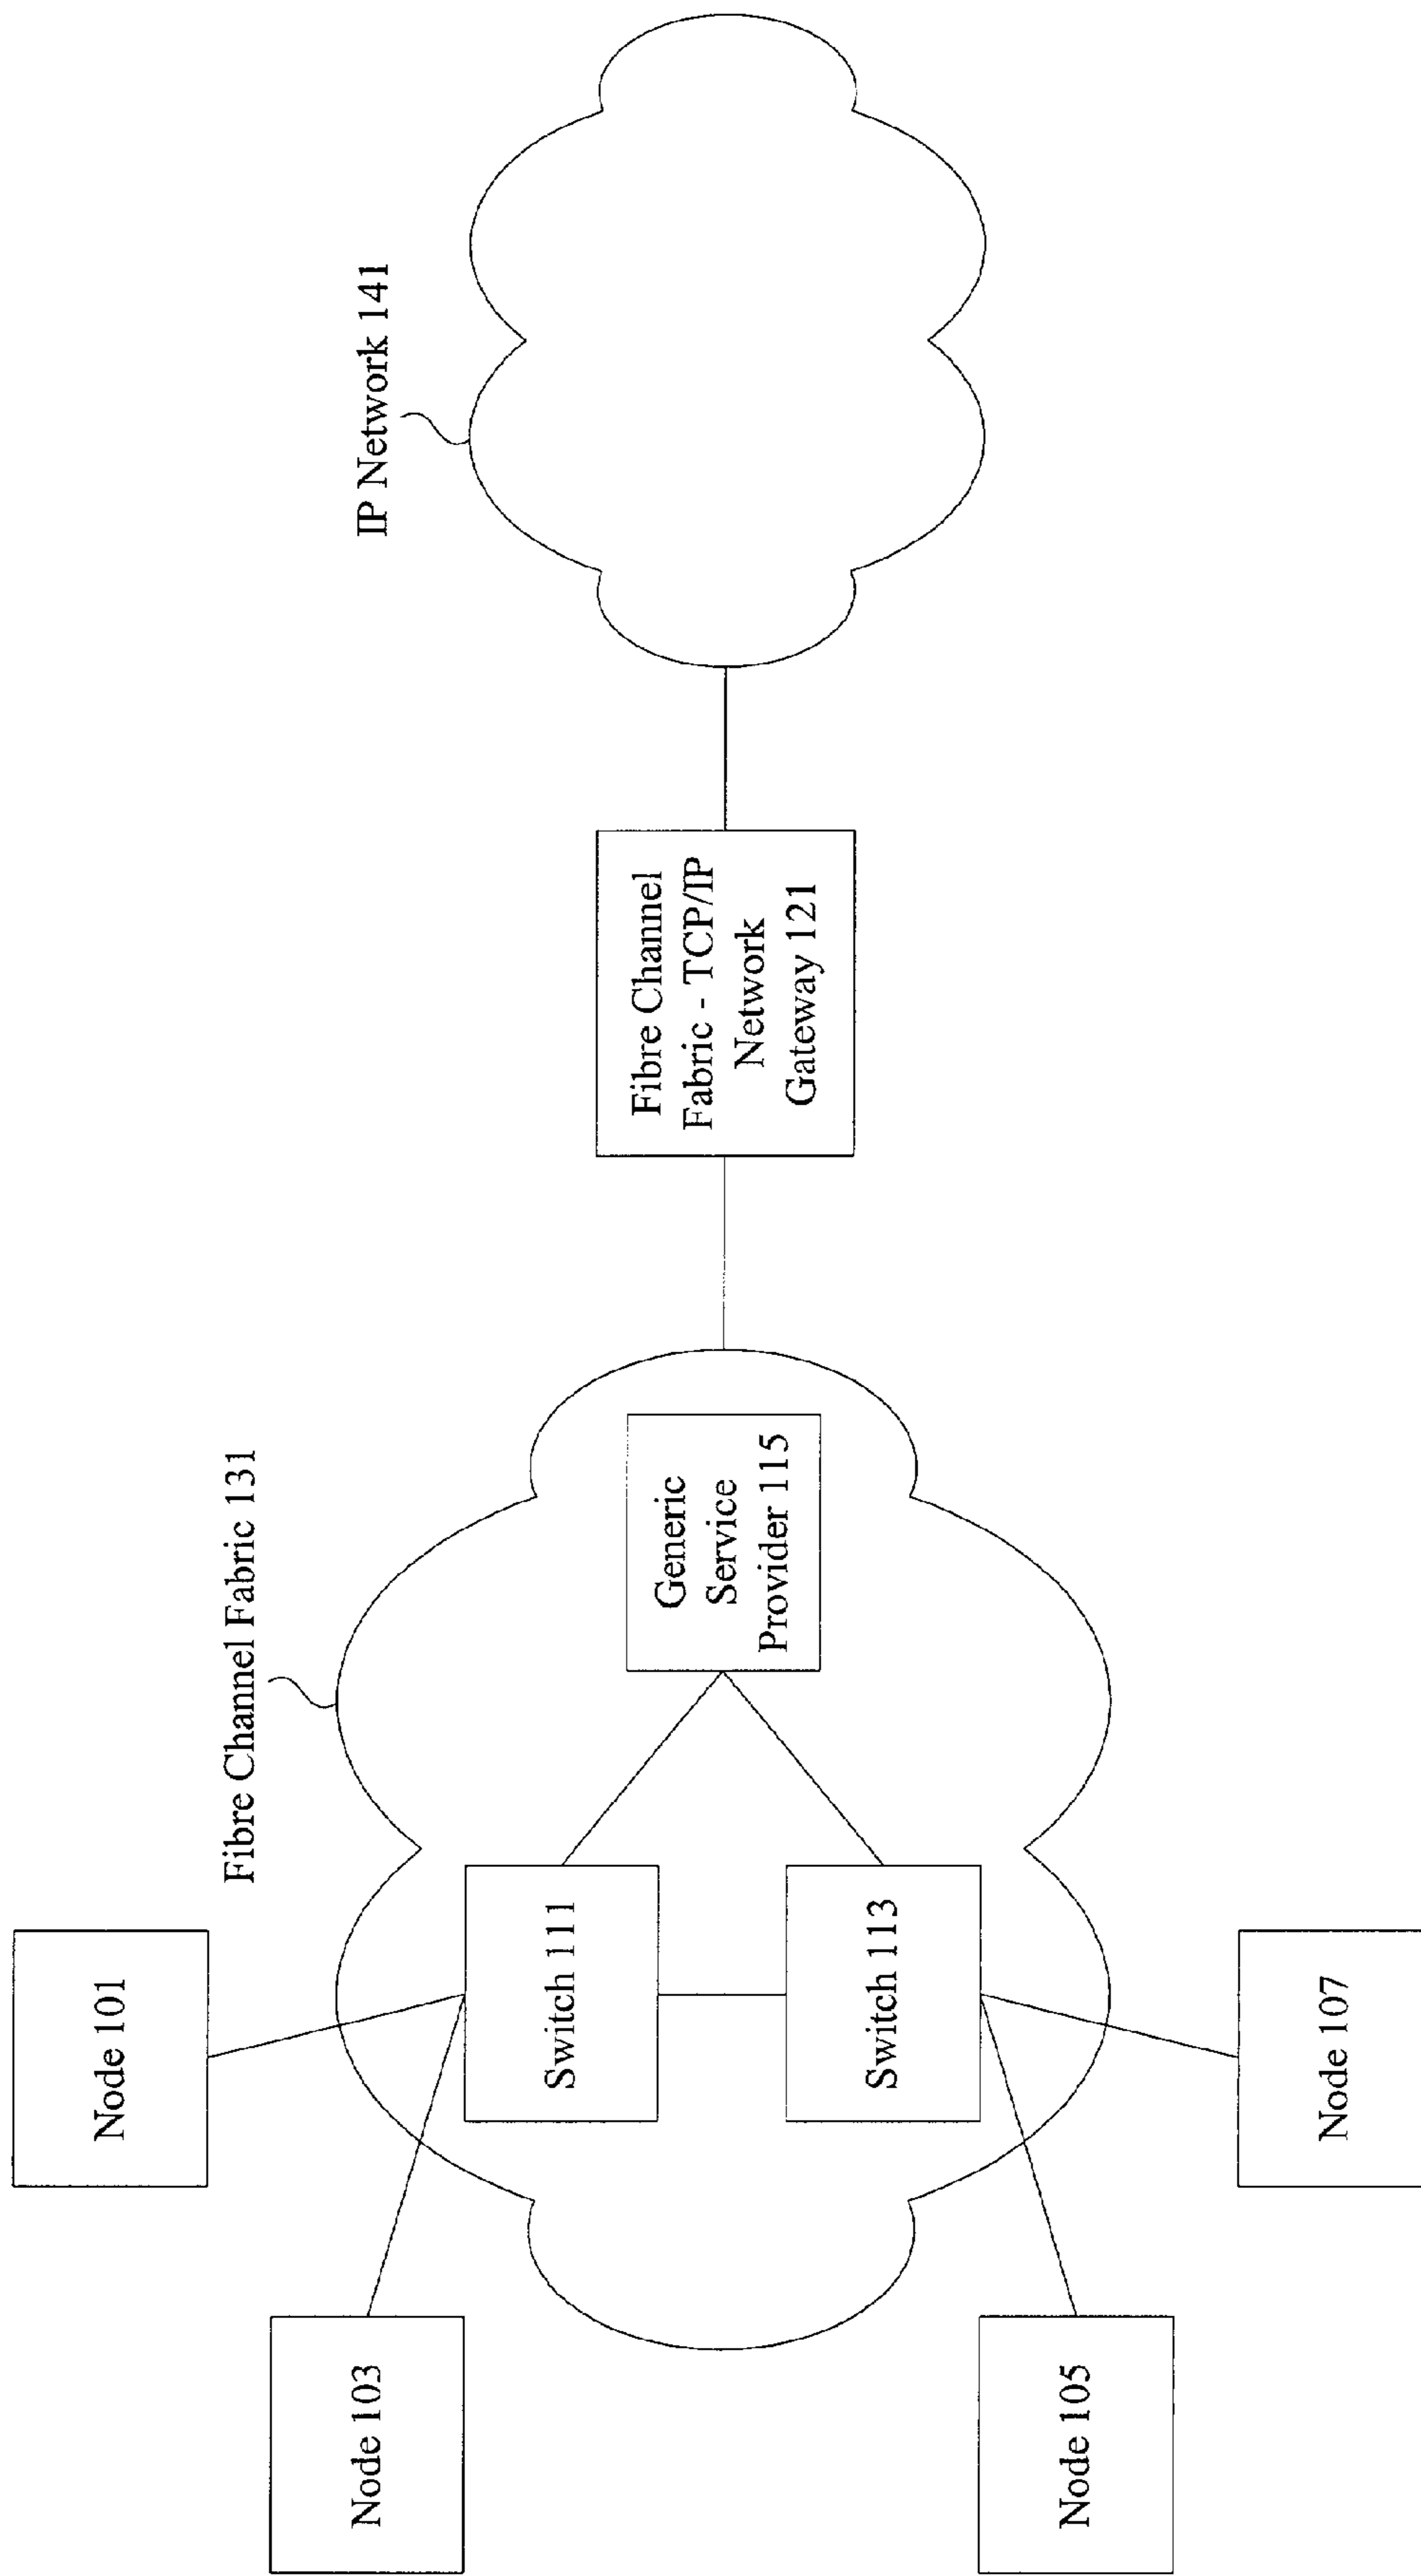 Node 101
Node 103
Fibre Channel Fabric 131
Switch 111
Switch 113
Generic
Service
Provider 115
Node 105
Node 107
Fibre Channel
Fabric - TCP/IP
Network
Gateway 121
IP Network 141